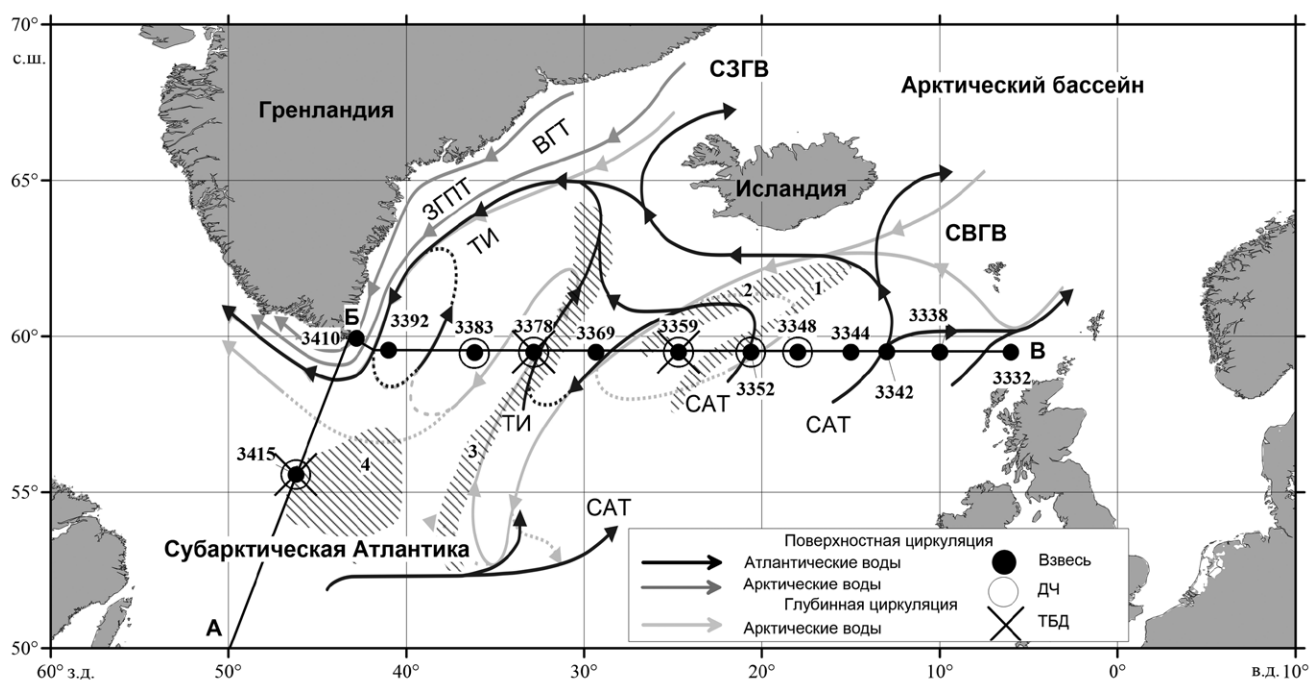 70°
с.ш.
СЗГВ
Арктический бассейн
Гренландия
ВГТ
65°
ЗГПТ
Исландия
ТИ
СВГВ
2
1
Б
3392
3383
3378
3369
3359
3348
3344
3338
3410
60°
В
3352
3342
3332
ТИ
САТ
САТ
3415
4
3
55°
САТ
Субарктическая Атлантика
Поверхностная циркуляция
Атлантические воды
Взвесь
Арктические воды
ДЧ
Глубинная циркуляция
Арктические воды
ТБД
А
50°
60° з.д.
50°
40°
30°
20°
10°
0°
в.д. 10°